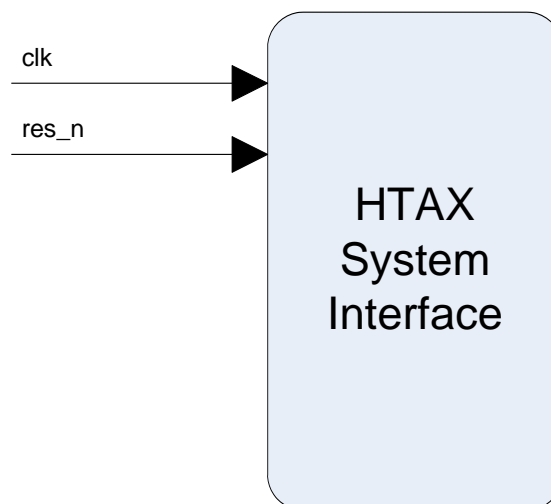 clk
res_n
HTAX
System
Interface